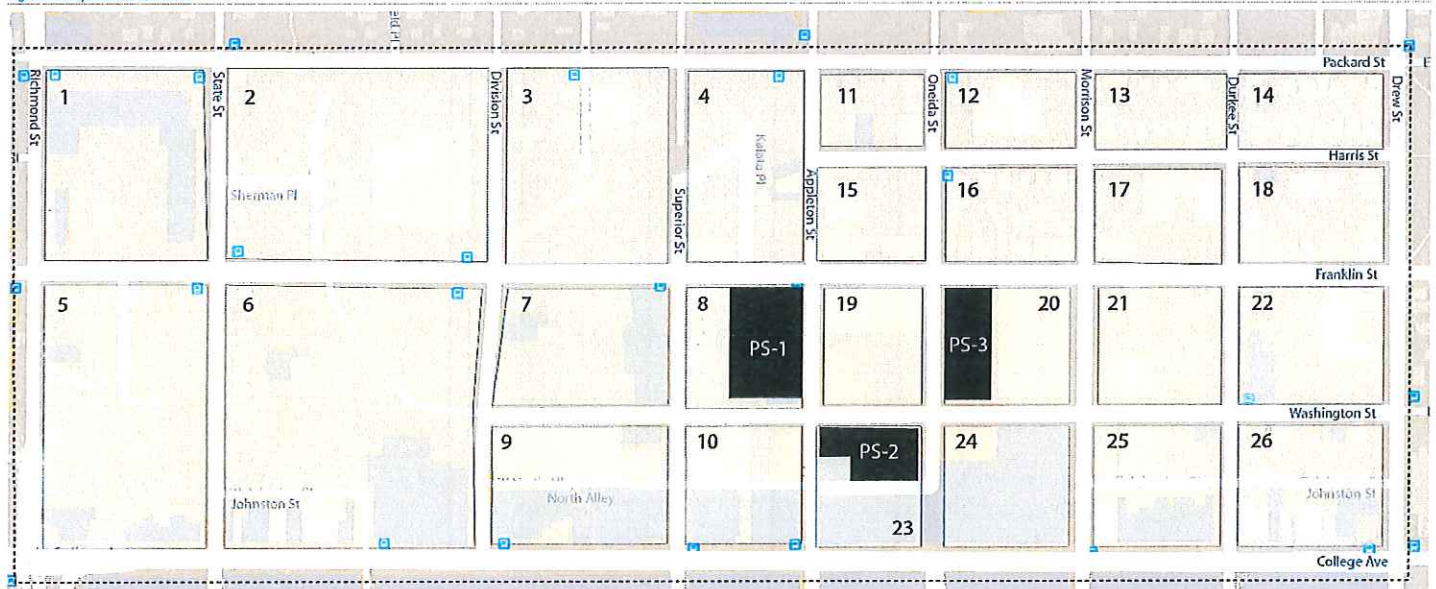 Packard St
Richmond St
1
State St
2
Division St
3
4
11
Oneida St
12
Morrison St
13
Durkee St
14
Drew St
Harris St
Sherman Pl
Superior St
Appleton St
15
16
17
18
Franklin St
5
6
7
8
PS-1
19
PS-3
20
21
22
Washington St
9
10
PS-2
24
25
26
Johnston St
North Alley
23
Johnston St
College Ave